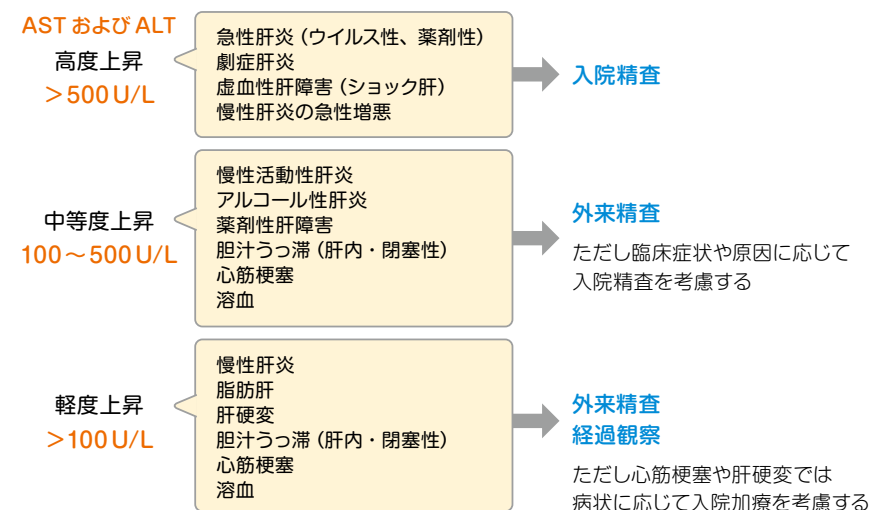 AST および ALT
高度上昇
＞500 U/L
急性肝炎（ウイルス性、薬剤性）
劇症肝炎
虚血性肝障害（ショック肝）
慢性肝炎の急性増悪
入院精査
中等度上昇
100～500 U/L
慢性活動性肝炎
アルコール性肝炎
薬剤性肝障害
胆汁うっ滞（肝内・閉塞性）
心筋梗塞
溶血
外来精査
ただし臨床症状や原因に応じて
入院精査を考慮する
軽度上昇
＞100 U/L
慢性肝炎
脂肪肝
肝硬変
胆汁うっ滞（肝内・閉塞性）
心筋梗塞
溶血
外来精査
経過観察
ただし心筋梗塞や肝硬変では
病状に応じて入院加療を考慮する